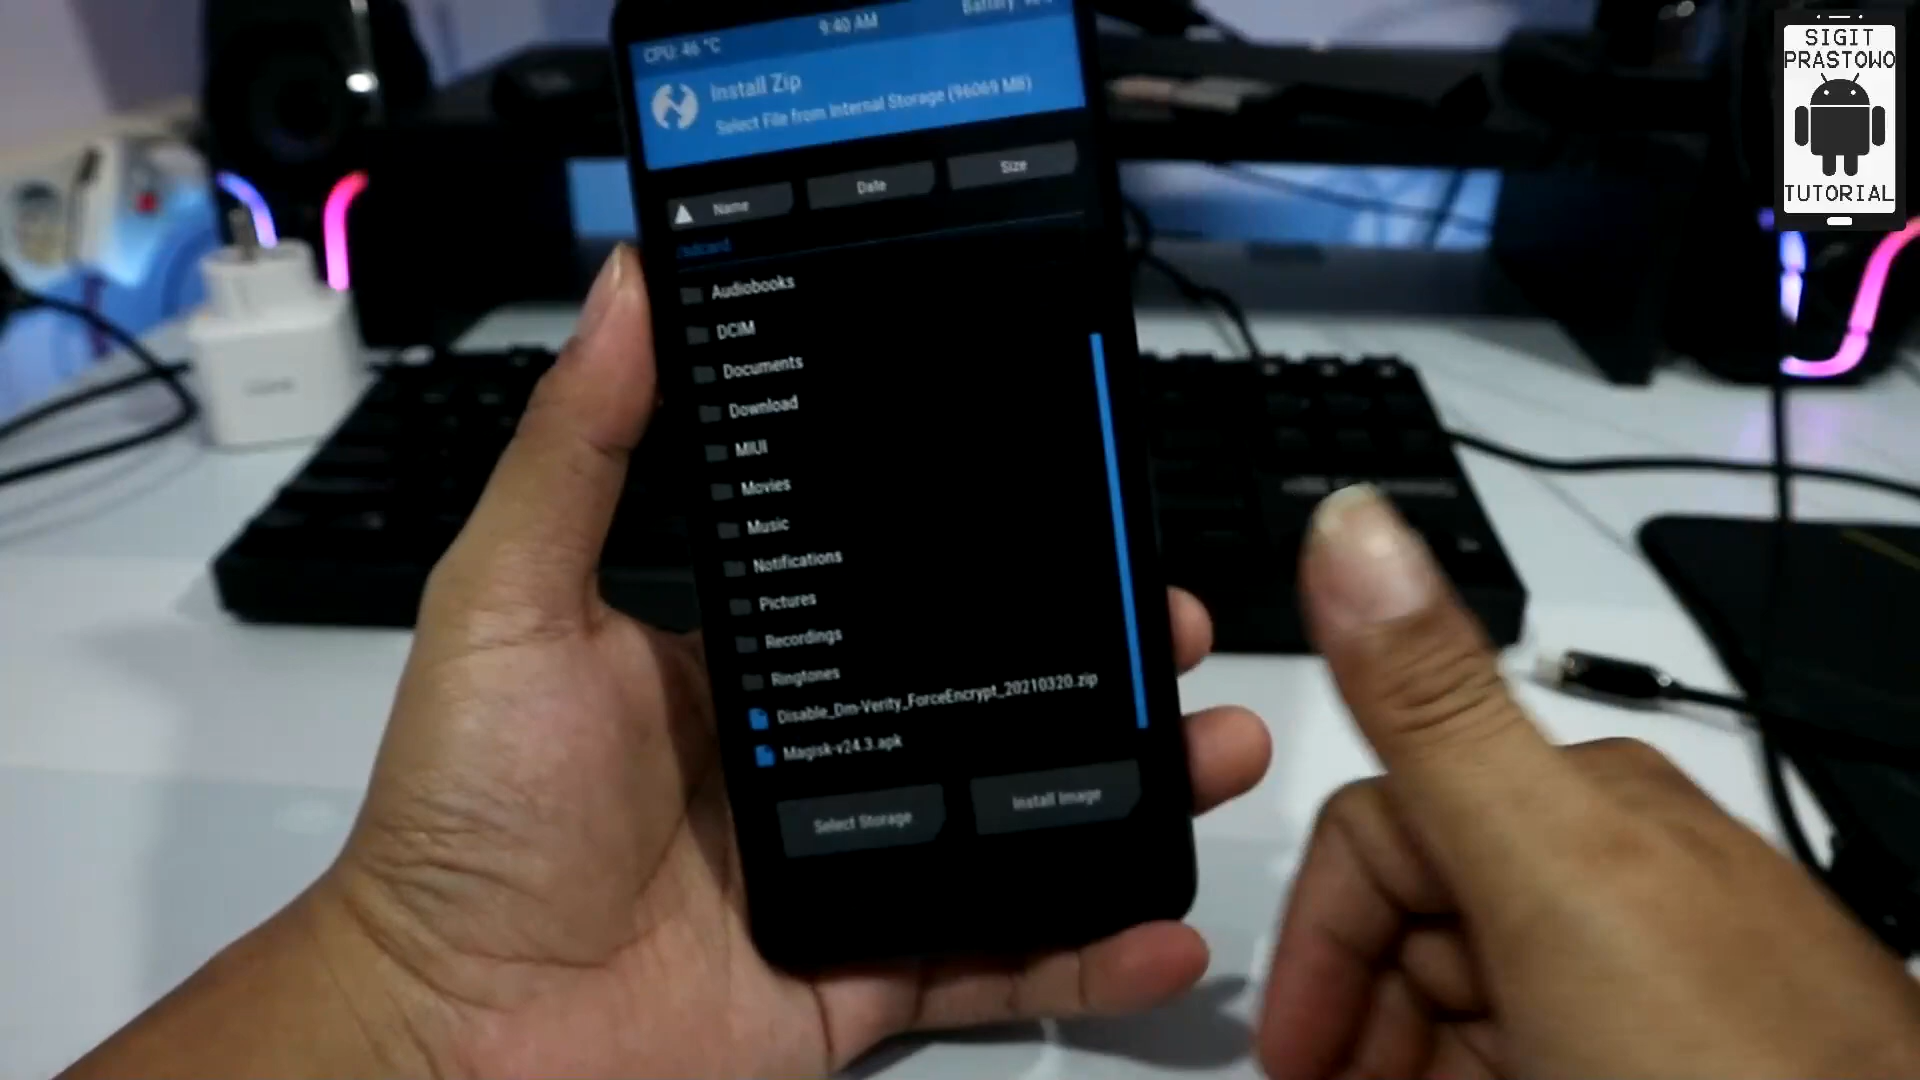 SIGIT
PRASTOWO
TUTORIAL
CPU: 46 °C
9:40 AM
Battery:
Install Zip
Select File from Internal Storage (96069 MB)
Name
Date
Size
/sdcard
Audiobooks
DCIM
Documents
Download
MIUI
Movies
Music
Notifications
Pictures
Recordings
Ringtones
Disable_Dm-Verity_ForceEncrypt_20210320.zip
Magisk-v24.3.apk
Select Storage
Install Image